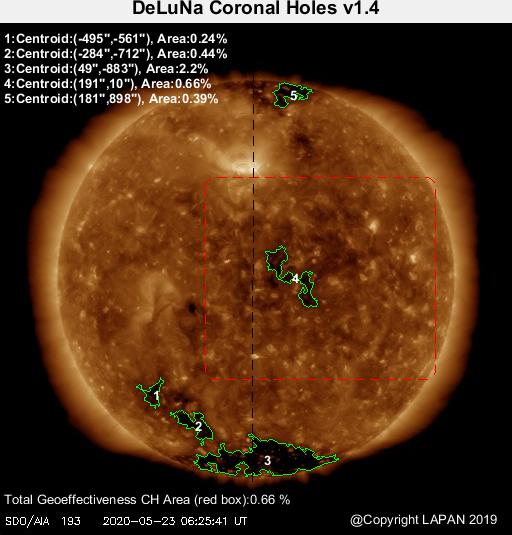 DeLuNa Coronal Holes v1.4
1:Centroid:(-495",-561"), Area:0.24%
2:Centroid:(-284",-712"), Area:0.44%
3:Centroid:(49",-883"), Area:2.2%
4:Centroid:(191",10"), Area:0.66%
5:Centroid:(181",898"), Area:0.39%
5
4
1
2
3
Total Geoeffectiveness CH Area (red box):0.66 %
SDO/AIA 193 2020-05-23 06:25:41 UT
@Copyright LAPAN 2019